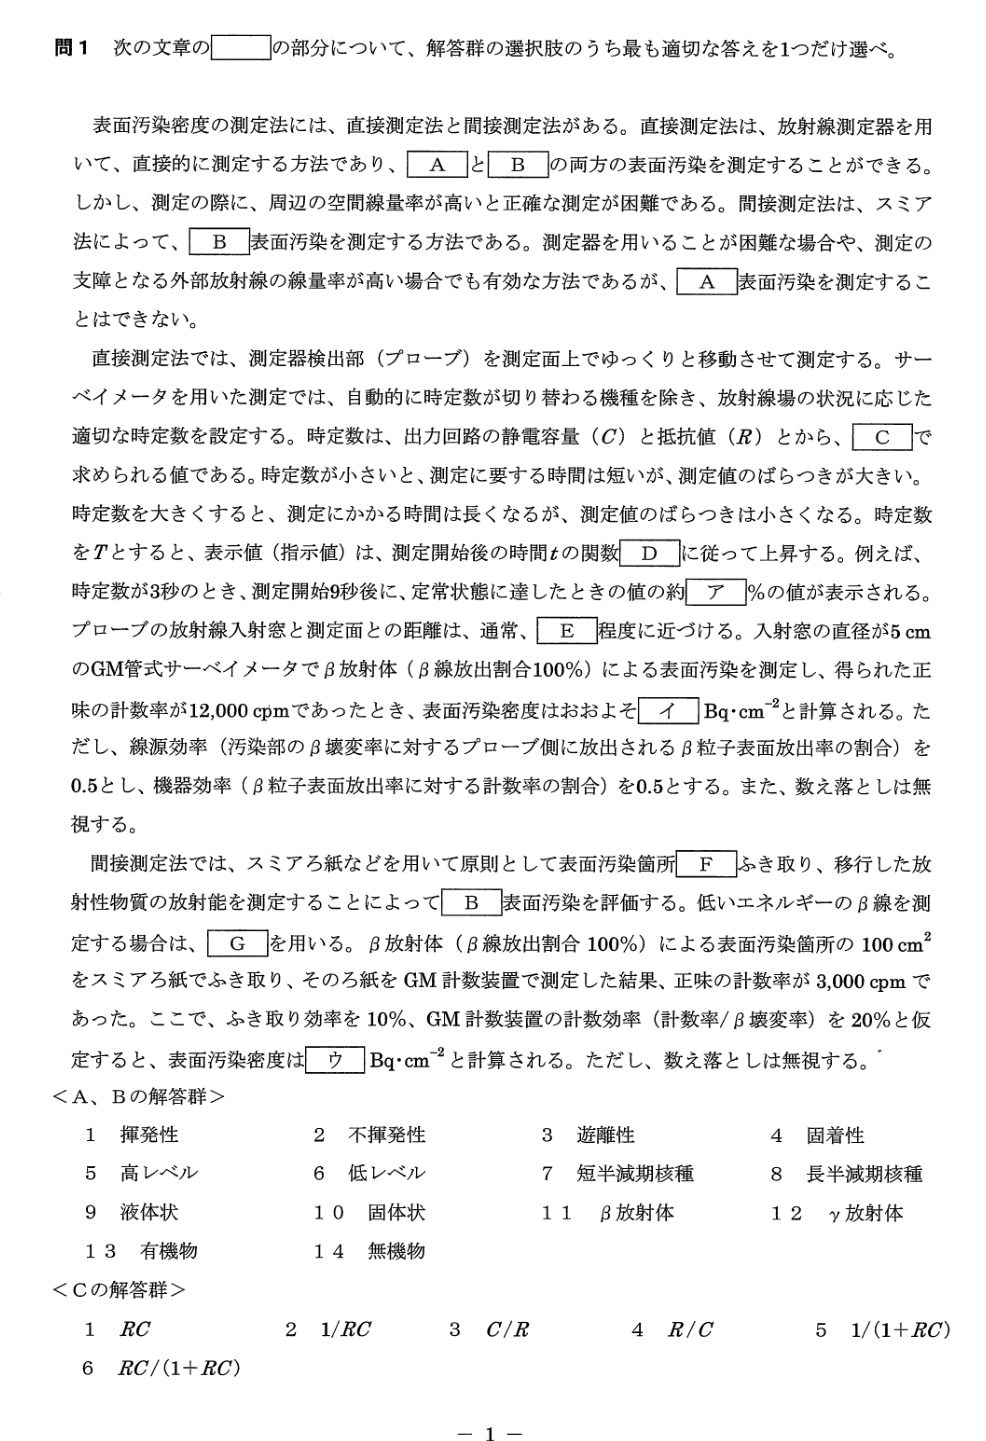 問1 次の文章の□の部分について、解答群の選択肢のうち最も適切な答えを1つだけ選べ。
表面汚染密度の測定法には、直接測定法と間接測定法がある。直接測定法は、放射線測定器を用
いて、直接的に測定する方法であり、 A と B の両方の表面汚染を測定することができる。
しかし、測定の際に、周辺の空間線量率が高いと正確な測定が困難である。間接測定法は、スミア
法によって、 B 表面汚染を測定する方法である。測定器を用いることが困難な場合や、測定の
支障となる外部放射線の線量率が高い場合でも有効な方法であるが、 A 表面汚染を測定するこ
とはできない。
直接測定法では、測定器検出部（プローブ）を測定面上でゆっくりと移動させて測定する。サー
ベイメータを用いた測定では、自動的に時定数が切り替わる機種を除き、放射線場の状況に応じた
適切な時定数を設定する。時定数は、出力回路の静電容量（C）と抵抗値（R）とから、 C で
求められる値である。時定数が小さいと、測定に要する時間は短いが、測定値のばらつきが大きい。
時定数を大きくすると、測定にかかる時間は長くなるが、測定値のばらつきは小さくなる。時定数
をTとすると、表示値（指示値）は、測定開始後の時間tの関数 D に従って上昇する。例えば、
時定数が3秒のとき、測定開始9秒後に、定常状態に達したときの値の約 ア %の値が表示される。
プローブの放射線入射窓と測定面との距離は、通常、 E 程度に近づける。入射窓の直径が5 cm
のGM管式サーベイメータでβ放射体（β線放出割合100%）による表面汚染を測定し、得られた正
味の計数率が12,000 cpmであったとき、表面汚染密度はおおよそ イ Bq・cm⁻²と計算される。た
だし、線源効率（汚染部のβ壊変率に対するプローブ側に放出されるβ粒子表面放出率の割合）を
0.5とし、機器効率（β粒子表面放出率に対する計数率の割合）を0.5とする。また、数え落としは無
視する。
間接測定法では、スミアろ紙などを用いて原則として表面汚染箇所 F ふき取り、移行した放
射性物質の放射能を測定することによって B 表面汚染を評価する。低いエネルギーのβ線を測
定する場合は、 G を用いる。β放射体（β線放出割合 100%）による表面汚染箇所の 100 cm²
をスミアろ紙でふき取り、そのろ紙を GM 計数装置で測定した結果、正味の計数率が 3,000 cpm で
あった。ここで、ふき取り効率を 10%、GM 計数装置の計数効率（計数率/β壊変率）を 20%と仮
定すると、表面汚染密度は ウ Bq・cm⁻²と計算される。ただし、数え落としは無視する。
＜A、Bの解答群＞
1 揮発性 2 不揮発性 3 遊離性 4 固着性
5 高レベル 6 低レベル 7 短半減期核種 8 長半減期核種
9 液体状 10 固体状 11 β放射体 12 γ放射体
13 有機物 14 無機物
＜Cの解答群＞
1 RC 2 1/RC 3 C/R 4 R/C 5 1/(1+RC)
6 RC/(1+RC)
－ 1 －